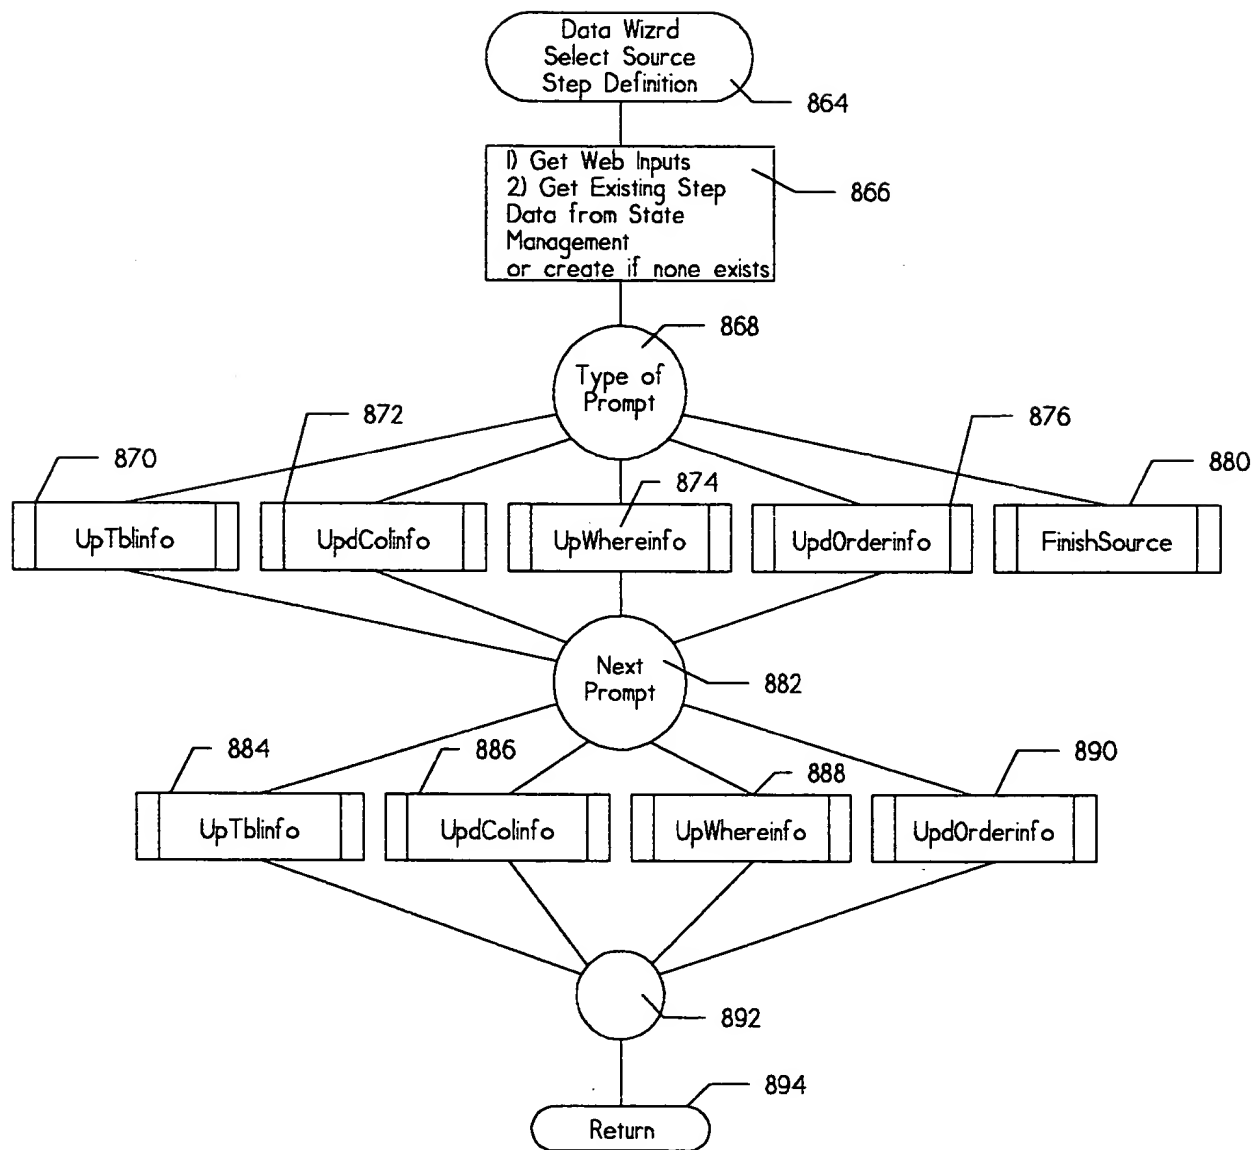 Data Wizrd
Select Source
Step Definition
864
1) Get Web Inputs
2) Get Existing Step
Data from State
Management
or create if none exists
866
868
Type of
Prompt
872
876
870
874
880
UpTblinfo
UpdColinfo
UpWhereinfo
UpdOrderinfo
FinishSource
Next
Prompt
882
884
886
888
890
UpTblinfo
UpdColinfo
UpWhereinfo
UpdOrderinfo
892
894
Return